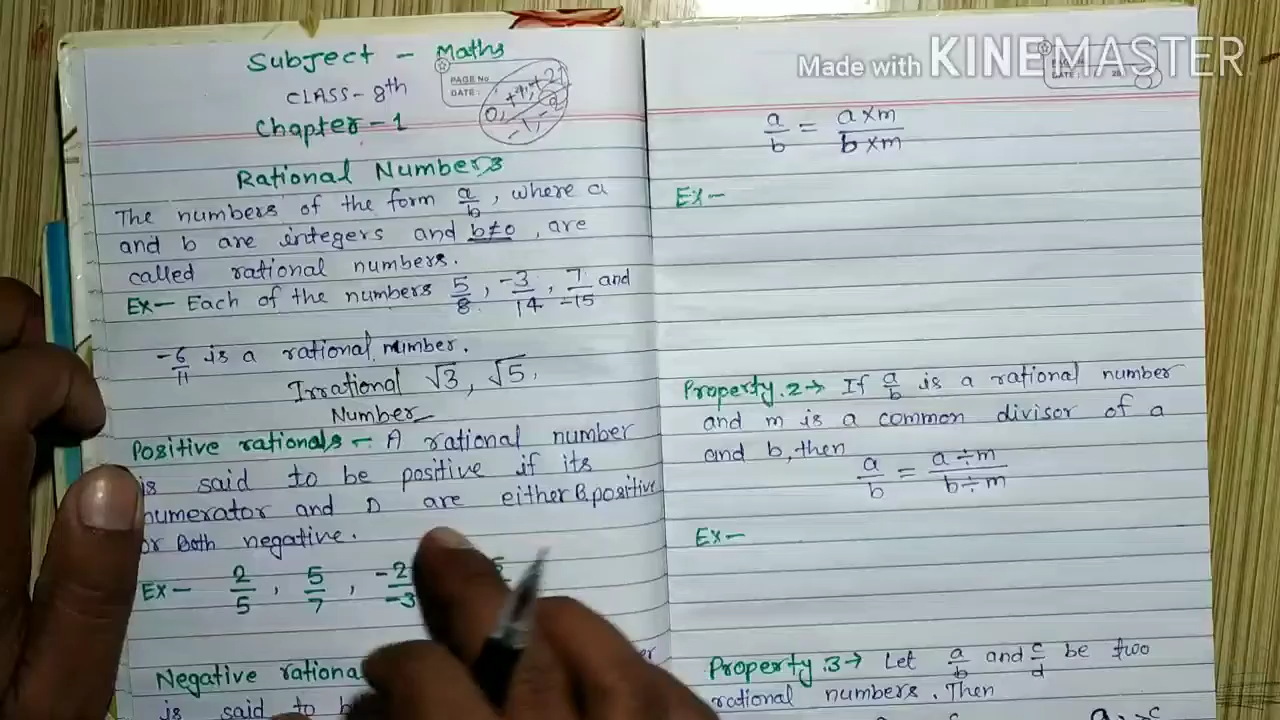 Subject - Maths
CLASS - 8th
PAGE No
DATE:
Chapter - 1
Rational Numbers
The numbers of the form a/b, where a
and b are integers and b≠0, are
called rational numbers.
Ex- Each of the numbers 5/8, -3/14, 7/-15 and
-6/11 is a rational number.
Irrational √3, √5,
Number
Positive rationals - A rational number
is said to be positive if its
numerator and D are either B positive
or Both negative.
Ex- 2/5, 5/7, -2/-3
Negative rational
is said to b
Made with KINEMASTER
DATE:
a/b = a×m/b×m
Ex-
Property.2→ If a/b is a rational number
and m is a common divisor of a
and b, then
a/b = a÷m/b÷m
Ex-
Property.3→ Let a/b and c/d be two
rational numbers. Then